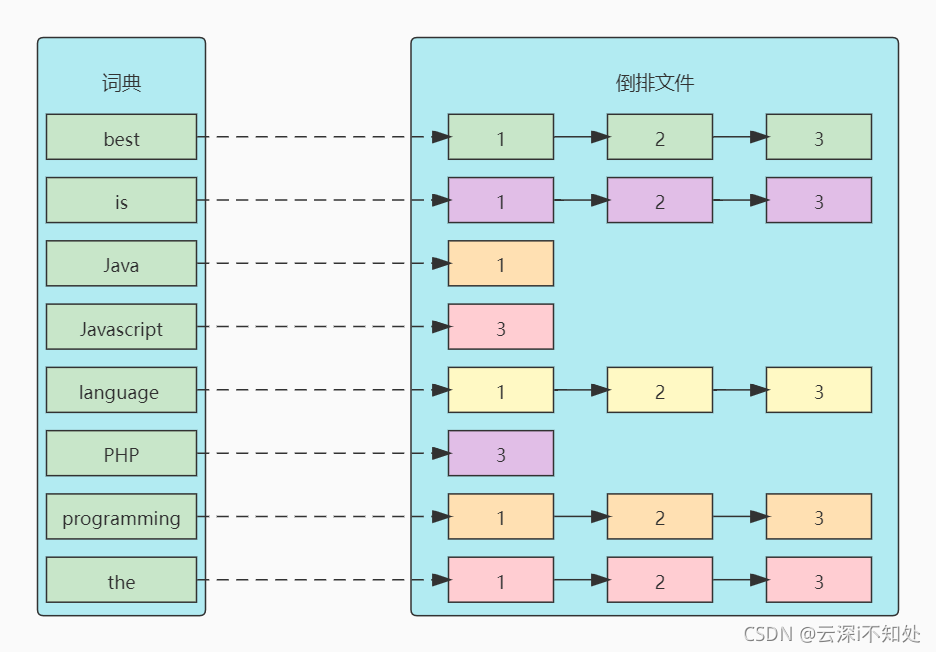 词典 倒排文件
best 1 2 3
is 1 2 3
Java 1
Javascript 3
language 1 2 3
PHP 3
programming 1 2 3
the 1 2 3
CSDN @云深i不知处